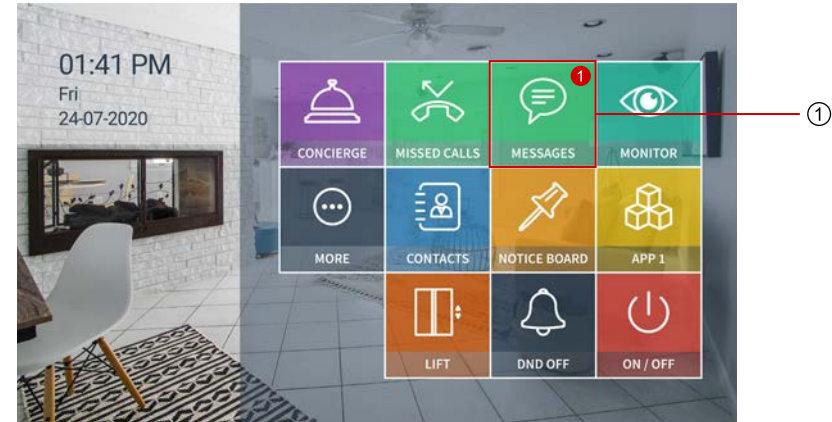 01:41 PM
Fri
24-07-2020
1
CONCIERGE
MISSED CALLS
MESSAGES
MONITOR
①
MORE
CONTACTS
NOTICE BOARD
APP 1
LIFT
DND OFF
ON / OFF